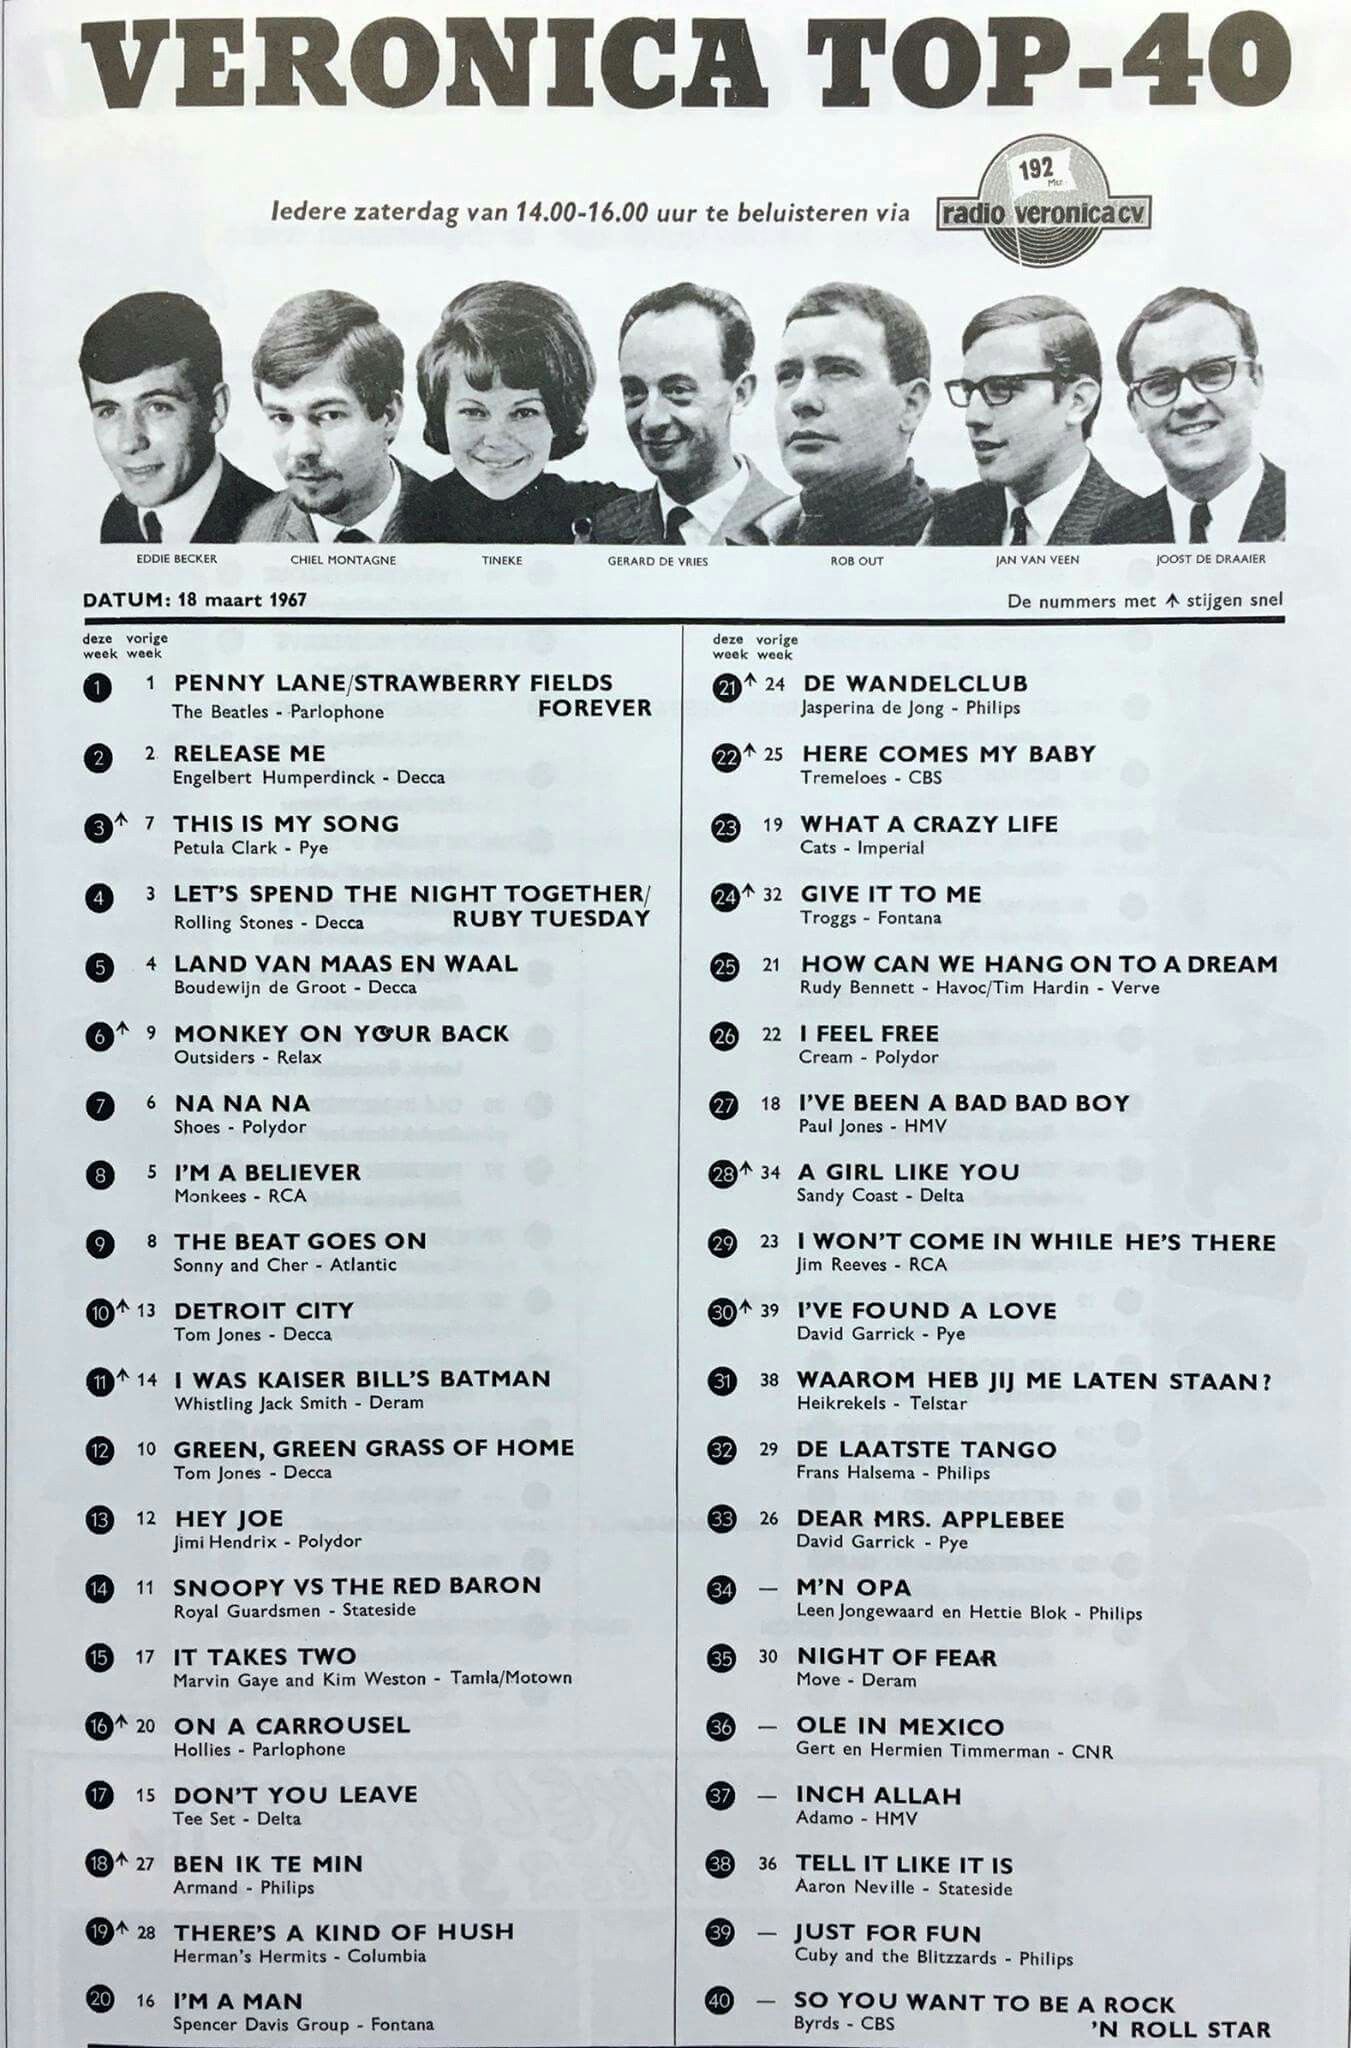 VERONICA TOP-40
192
Mtr.
Iedere zaterdag van 14.00-16.00 uur te beluisteren via radio veronica cv
EDDIE BECKER CHIEL MONTAGNE TINEKE GERARD DE VRIES ROB OUT JAN VAN VEEN JOOST DE DRAAIER
DATUM: 18 maart 1967 De nummers met ↑ stijgen snel
deze vorige
week week
1 1 PENNY LANE/STRAWBERRY FIELDS
The Beatles - Parlophone FOREVER
2 2 RELEASE ME
Engelbert Humperdinck - Decca
3 ↑ 7 THIS IS MY SONG
Petula Clark - Pye
4 3 LET'S SPEND THE NIGHT TOGETHER/
Rolling Stones - Decca RUBY TUESDAY
5 4 LAND VAN MAAS EN WAAL
Boudewijn de Groot - Decca
6 ↑ 9 MONKEY ON YOUR BACK
Outsiders - Relax
7 6 NA NA NA
Shoes - Polydor
8 5 I'M A BELIEVER
Monkees - RCA
9 8 THE BEAT GOES ON
Sonny and Cher - Atlantic
10 ↑ 13 DETROIT CITY
Tom Jones - Decca
11 ↑ 14 I WAS KAISER BILL'S BATMAN
Whistling Jack Smith - Deram
12 10 GREEN, GREEN GRASS OF HOME
Tom Jones - Decca
13 12 HEY JOE
Jimi Hendrix - Polydor
14 11 SNOOPY VS THE RED BARON
Royal Guardsmen - Stateside
15 17 IT TAKES TWO
Marvin Gaye and Kim Weston - Tamla/Motown
16 ↑ 20 ON A CARROUSEL
Hollies - Parlophone
17 15 DON'T YOU LEAVE
Tee Set - Delta
18 ↑ 27 BEN IK TE MIN
Armand - Philips
19 ↑ 28 THERE'S A KIND OF HUSH
Herman's Hermits - Columbia
20 16 I'M A MAN
Spencer Davis Group - Fontana
deze vorige
week week
21 ↑ 24 DE WANDELCLUB
Jasperina de Jong - Philips
22 ↑ 25 HERE COMES MY BABY
Tremeloes - CBS
23 19 WHAT A CRAZY LIFE
Cats - Imperial
24 ↑ 32 GIVE IT TO ME
Troggs - Fontana
25 21 HOW CAN WE HANG ON TO A DREAM
Rudy Bennett - Havoc/Tim Hardin - Verve
26 22 I FEEL FREE
Cream - Polydor
27 18 I'VE BEEN A BAD BAD BOY
Paul Jones - HMV
28 ↑ 34 A GIRL LIKE YOU
Sandy Coast - Delta
29 23 I WON'T COME IN WHILE HE'S THERE
Jim Reeves - RCA
30 ↑ 39 I'VE FOUND A LOVE
David Garrick - Pye
31 38 WAAROM HEB JIJ ME LATEN STAAN?
Heikrekels - Telstar
32 29 DE LAATSTE TANGO
Frans Halsema - Philips
33 26 DEAR MRS. APPLEBEE
David Garrick - Pye
34 — M'N OPA
Leen Jongewaard en Hettie Blok - Philips
35 30 NIGHT OF FEAR
Move - Deram
36 — OLE IN MEXICO
Gert en Hermien Timmerman - CNR
37 — INCH ALLAH
Adamo - HMV
38 36 TELL IT LIKE IT IS
Aaron Neville - Stateside
39 — JUST FOR FUN
Cuby and the Blitzzards - Philips
40 — SO YOU WANT TO BE A ROCK
Byrds - CBS 'N ROLL STAR